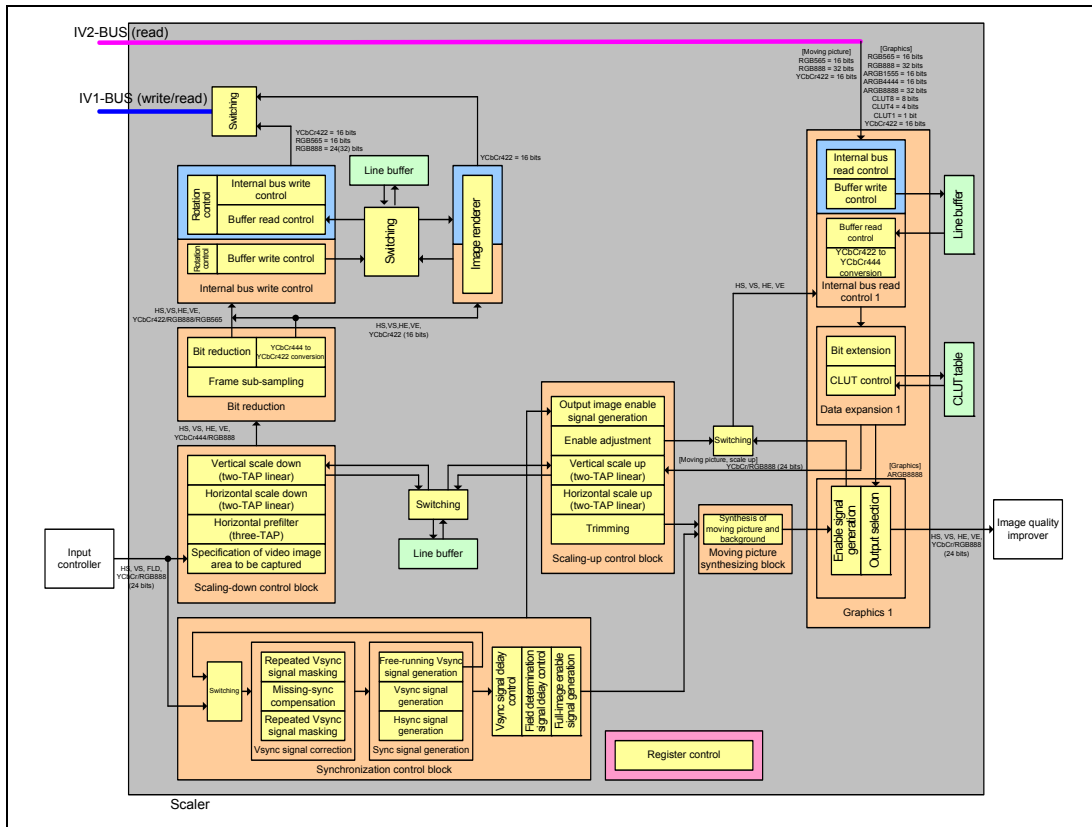 IV2-BUS (read)
[Moving picture]
RGB565 = 16 bits
RGB888 = 32 bits
YCbCr422 = 16 bits
[Graphics]
RGB565 = 16 bits
RGB888 = 32 bits
ARGB1555 = 16 bits
ARGB4444 = 16 bits
ARGB8888 = 32 bits
CLUT8 = 8 bits
CLUT4 = 4 bits
CLUT1 = 1 bit
YCbCr422 = 16 bits
IV1-BUS (write/read)
Switching
YCbCr422 = 16 bits
RGB565 = 16 bits
RGB888 = 24(32) bits
YCbCr422 = 16 bits
Line buffer
Rotation
control
Internal bus write
control
Buffer read control
Switching
Image renderer
Rotation
control
Buffer write control
Internal bus write control
Internal bus
read control
Buffer write
control
Line buffer
Buffer read
control
YCbCr422 to
YCbCr444
conversion
Internal bus read
control 1
HS, VS, HE, VE
HS,VS,HE,VE,
YCbCr422/RGB888/RGB565
HS,VS,HE,VE,
YCbCr422 (16 bits)
Bit reduction
YCbCr444 to
YCbCr422 conversion
Frame sub-sampling
Bit reduction
Bit extension
CLUT control
Data expansion 1
CLUT table
HS, VS, HE, VE,
YCbCr444/RGB888
Vertical scale down
(two-TAP linear)
Horizontal scale down
(two-TAP linear)
Horizontal prefilter
(three-TAP)
Specification of video image
area to be captured
Scaling-down control block
Switching
Line buffer
Output image enable
signal generation
Enable adjustment
Vertical scale up
(two-TAP linear)
Horizontal scale up
(two-TAP linear)
Trimming
Scaling-up control block
Switching
[Moving picture, scale up]
YCbCr/RGB888 (24 bits)
[Graphics]
ARGB8888
Synthesis of
moving picture and
background
Moving picture
synthesizing block
Enable signal
generation
Output selection
Graphics 1
Image quality
improver
HS, VS, HE, VE,
YCbCr/RGB888
(24 bits)
Input
controller
HS, VS, FLD,
YCbCr/RGB888
(24 bits)
Switching
Repeated Vsync
signal masking
Missing-sync
compensation
Repeated Vsync
signal masking
Vsync signal correction
Free-running Vsync
signal generation
Vsync signal
generation
Hsync signal
generation
Sync signal generation
Vsync signal delay
control
Field determination
signal delay control
Full-image enable
signal generation
Synchronization control block
Register control
Scaler